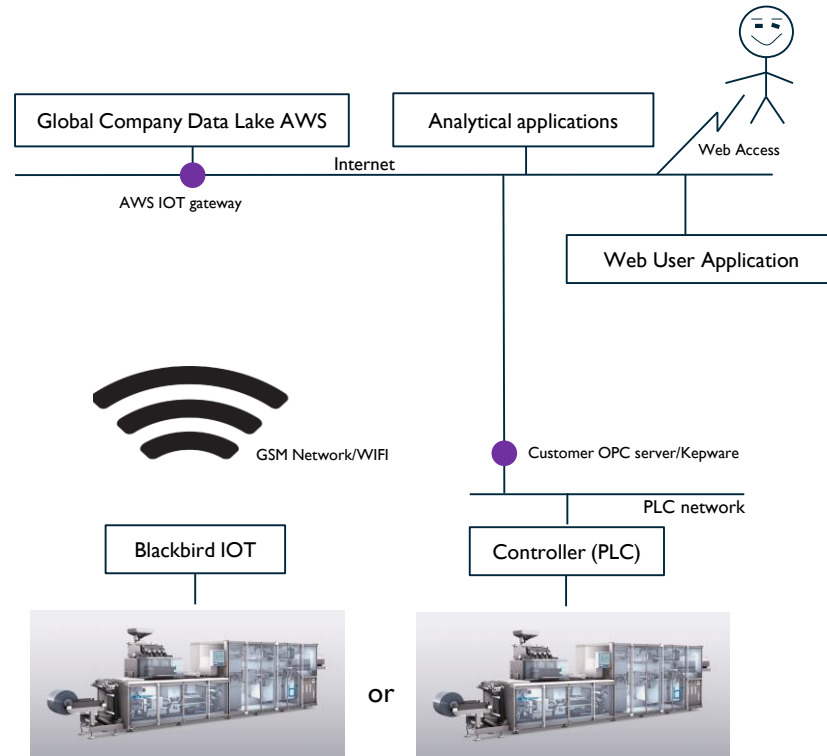 Global Company Data Lake AWS
Analytical applications
Web Access
Internet
AWS IOT gateway
Web User Application
GSM Network/WIFI
Customer OPC server/Kepware
PLC network
Blackbird IOT
Controller (PLC)
or